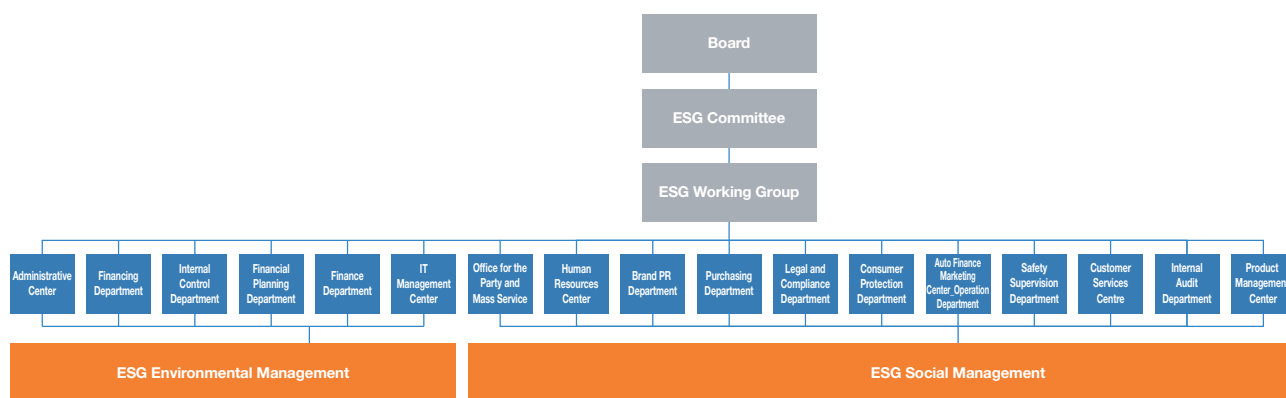 Board
ESG Committee
ESG Working Group
Administrative
Center
Financing
Department
Internal
Control
Department
Financial
Planning
Department
Finance
Department
IT
Management
Center
Office for the
Party and
Mass Service
Human
Resources
Center
Brand PR
Department
Purchasing
Department
Legal and
Compliance
Department
Consumer
Protection
Department
Auto Finance
Marketing
Center_Operation
Department
Safety
Supervision
Department
Customer
Services
Centre
Internal
Audit
Department
Product
Management
Center
ESG Environmental Management
ESG Social Management